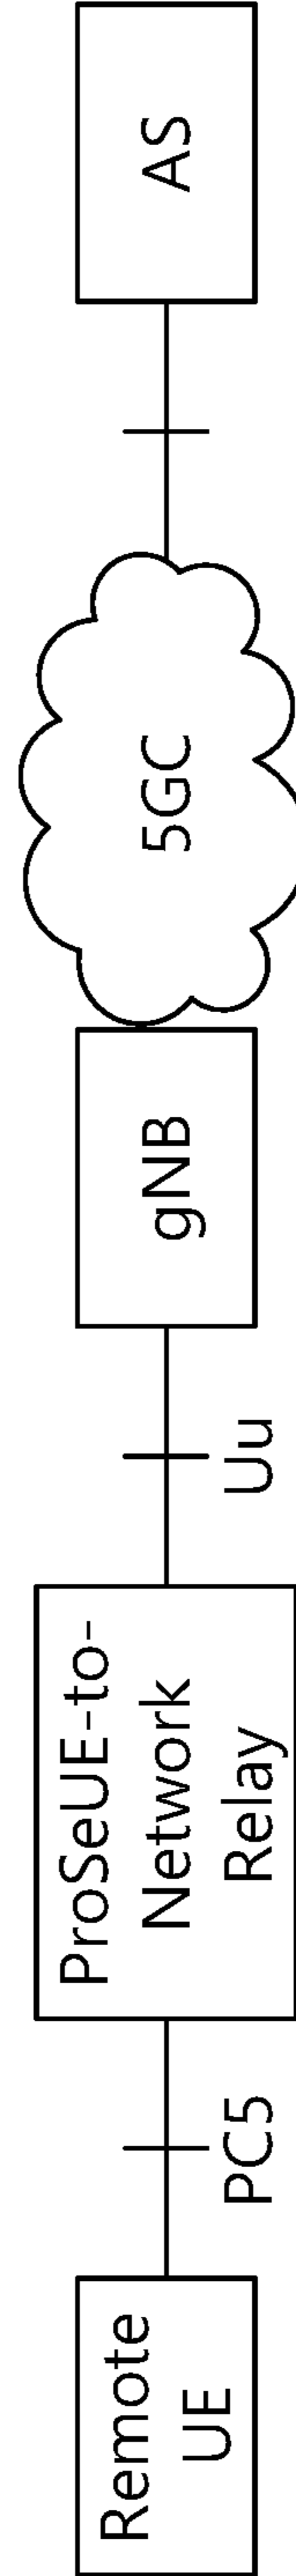 Remote
UE
PC5
ProSeUE-to-
Network
Relay
Uu
gNB
5GC
AS